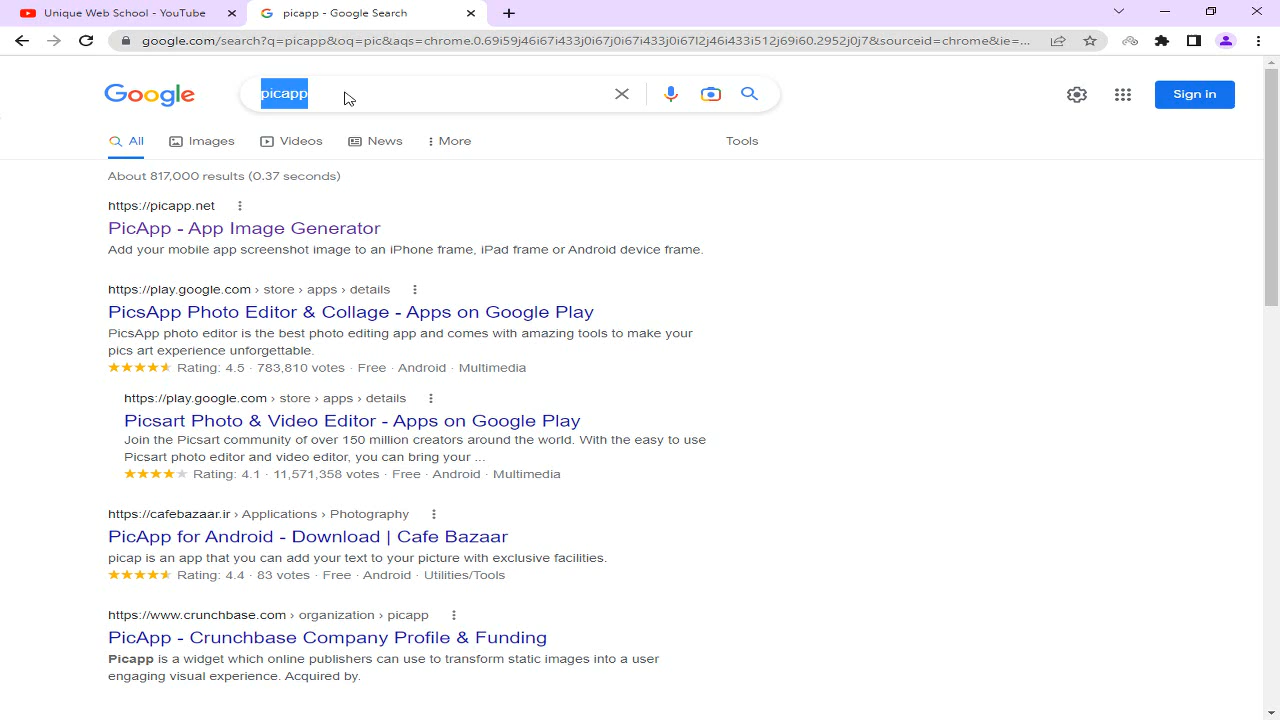 Unique Web School - YouTube
picapp - Google Search
google.com/search?q=picapp&oq=pic&aqs=chrome.0.69i59j46i67i433j0i67j0i67i433j0i67l2j46i433i512j69i60.2952j0j7&sourceid=chrome&ie=...
Google
picapp
Sign in
All
Images
Videos
News
More
Tools
About 817,000 results (0.37 seconds)
https://picapp.net
PicApp - App Image Generator
Add your mobile app screenshot image to an iPhone frame, iPad frame or Android device frame.
https://play.google.com › store › apps › details
PicsApp Photo Editor & Collage - Apps on Google Play
PicsApp photo editor is the best photo editing app and comes with amazing tools to make your
pics art experience unforgettable.
Rating: 4.5 · 783,810 votes · Free · Android · Multimedia
https://play.google.com › store › apps › details
Picsart Photo & Video Editor - Apps on Google Play
Join the Picsart community of over 150 million creators around the world. With the easy to use
Picsart photo editor and video editor, you can bring your ...
Rating: 4.1 · 11,571,358 votes · Free · Android · Multimedia
https://cafebazaar.ir › Applications › Photography
PicApp for Android - Download | Cafe Bazaar
picap is an app that you can add your text to your picture with exclusive facilities.
Rating: 4.4 · 83 votes · Free · Android · Utilities/Tools
https://www.crunchbase.com › organization › picapp
PicApp - Crunchbase Company Profile & Funding
Picapp is a widget which online publishers can use to transform static images into a user
engaging visual experience. Acquired by.